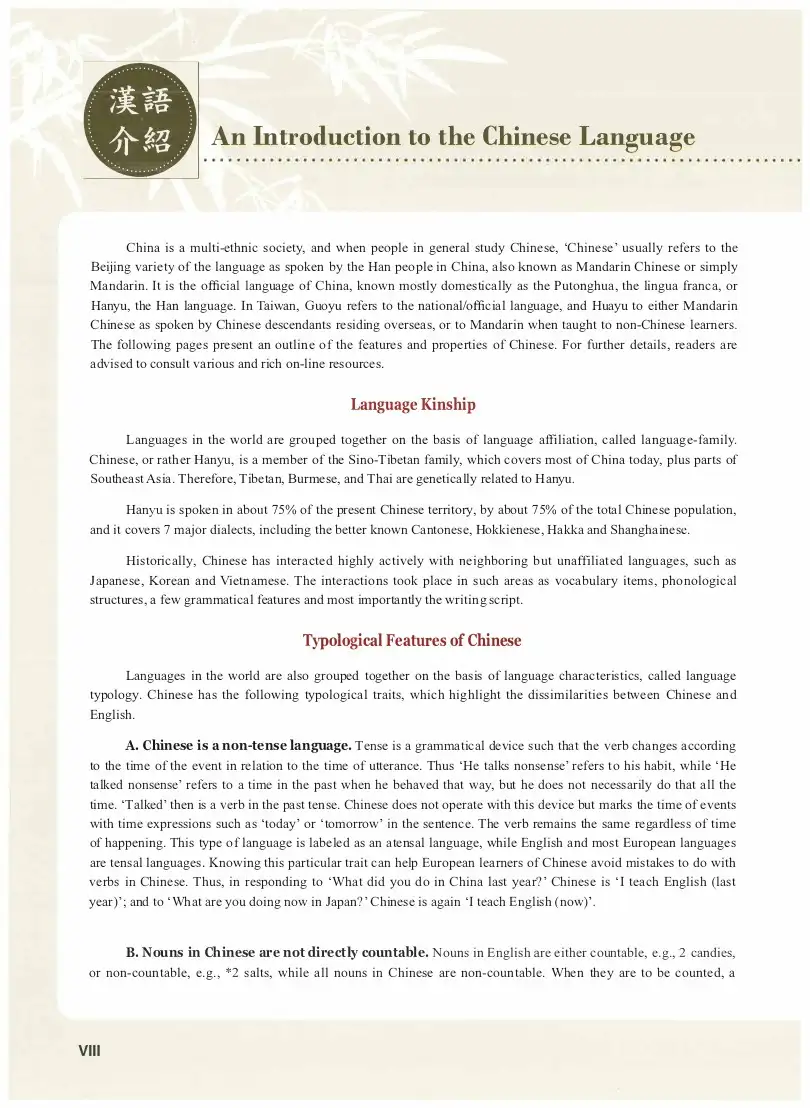 漢語
介紹
An Introduction to the Chinese Language
China is a multi-ethnic society, and when people in general study Chinese, ‘Chinese’ usually refers to the
Beijing variety of the language as spoken by the Han people in China, also known as Mandarin Chinese or simply
Mandarin. It is the official language of China, known mostly domestically as the Putonghua, the lingua franca, or
Hanyu, the Han language. In Taiwan, Guoyu refers to the national/official language, and Huayu to either Mandarin
Chinese as spoken by Chinese descendants residing overseas, or to Mandarin when taught to non-Chinese learners.
The following pages present an outline of the features and properties of Chinese. For further details, readers are
advised to consult various and rich on-line resources.
Language Kinship
Languages in the world are grouped together on the basis of language affiliation, called language-family.
Chinese, or rather Hanyu, is a member of the Sino-Tibetan family, which covers most of China today, plus parts of
Southeast Asia. Therefore, Tibetan, Burmese, and Thai are genetically related to Hanyu.
Hanyu is spoken in about 75% of the present Chinese territory, by about 75% of the total Chinese population,
and it covers 7 major dialects, including the better known Cantonese, Hokkienese, Hakka and Shanghainese.
Historically, Chinese has interacted highly actively with neighboring but unaffiliated languages, such as
Japanese, Korean and Vietnamese. The interactions took place in such areas as vocabulary items, phonological
structures, a few grammatical features and most importantly the writing script.
Typological Features of Chinese
Languages in the world are also grouped together on the basis of language characteristics, called language
typology. Chinese has the following typological traits, which highlight the dissimilarities between Chinese and
English.
A. Chinese is a non-tense language. Tense is a grammatical device such that the verb changes according
to the time of the event in relation to the time of utterance. Thus ‘He talks nonsense’ refers to his habit, while ‘He
talked nonsense’ refers to a time in the past when he behaved that way, but he does not necessarily do that all the
time. ‘Talked’ then is a verb in the past tense. Chinese does not operate with this device but marks the time of events
with time expressions such as ‘today’ or ‘tomorrow’ in the sentence. The verb remains the same regardless of time
of happening. This type of language is labeled as an atensal language, while English and most European languages
are tensal languages. Knowing this particular trait can help European learners of Chinese avoid mistakes to do with
verbs in Chinese. Thus, in responding to ‘What did you do in China last year?’ Chinese is ‘I teach English (last
year)’; and to ‘What are you doing now in Japan?’ Chinese is again ‘I teach English (now)’.
B. Nouns in Chinese are not directly countable. Nouns in English are either countable, e.g., 2 candies,
or non-countable, e.g., *2 salts, while all nouns in Chinese are non-countable. When they are to be counted, a
VIII